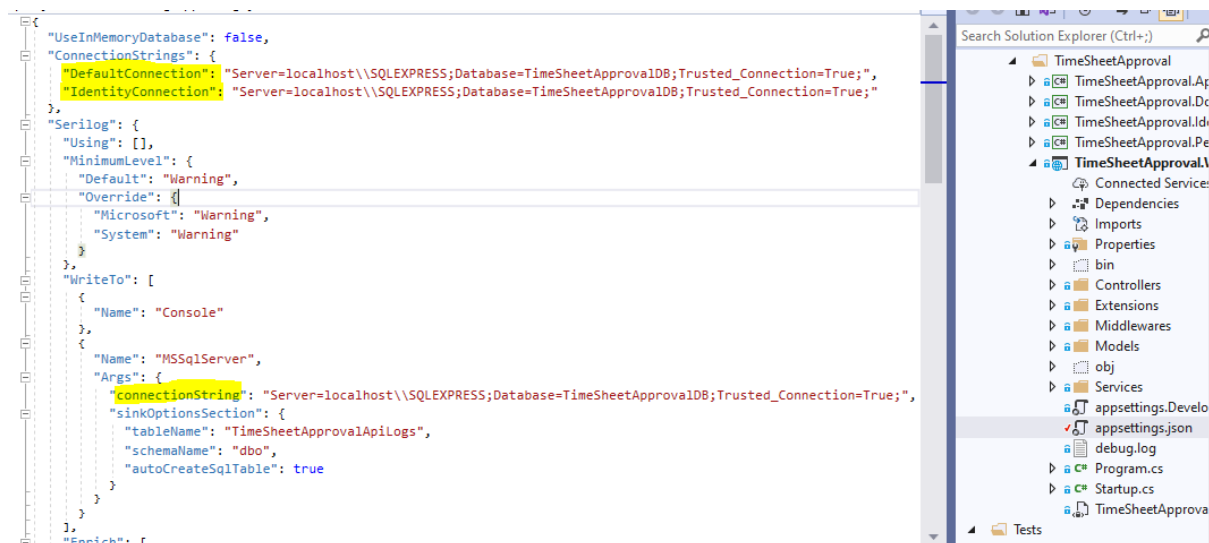 {
"UseInMemoryDatabase": false,
"ConnectionStrings": {
"DefaultConnection": "Server=localhost\\SQLEXPRESS;Database=TimeSheetApprovalDB;Trusted_Connection=True;",
"IdentityConnection": "Server=localhost\\SQLEXPRESS;Database=TimeSheetApprovalDB;Trusted_Connection=True;"
},
"Serilog": {
"Using": [],
"MinimumLevel": {
"Default": "Warning",
"Override": {
"Microsoft": "Warning",
"System": "Warning"
}
},
"WriteTo": [
{
"Name": "Console"
},
{
"Name": "MSSqlServer",
"Args": {
"connectionString": "Server=localhost\\SQLEXPRESS;Database=TimeSheetApprovalDB;Trusted_Connection=True;",
"sinkOptionsSection": {
"tableName": "TimeSheetApprovalApiLogs",
"schemaName": "dbo",
"autoCreateSqlTable": true
}
}
}
],
"Enrich": [
Search Solution Explorer (Ctrl+;)
TimeSheetApproval
C# TimeSheetApproval.Ap
C# TimeSheetApproval.Do
C# TimeSheetApproval.Ide
C# TimeSheetApproval.Pe
TimeSheetApproval.W
Connected Services
Dependencies
Imports
Properties
bin
Controllers
Extensions
Middlewares
Models
obj
Services
appsettings.Develo
appsettings.json
debug.log
C# Program.cs
C# Startup.cs
TimeSheetApprova
Tests